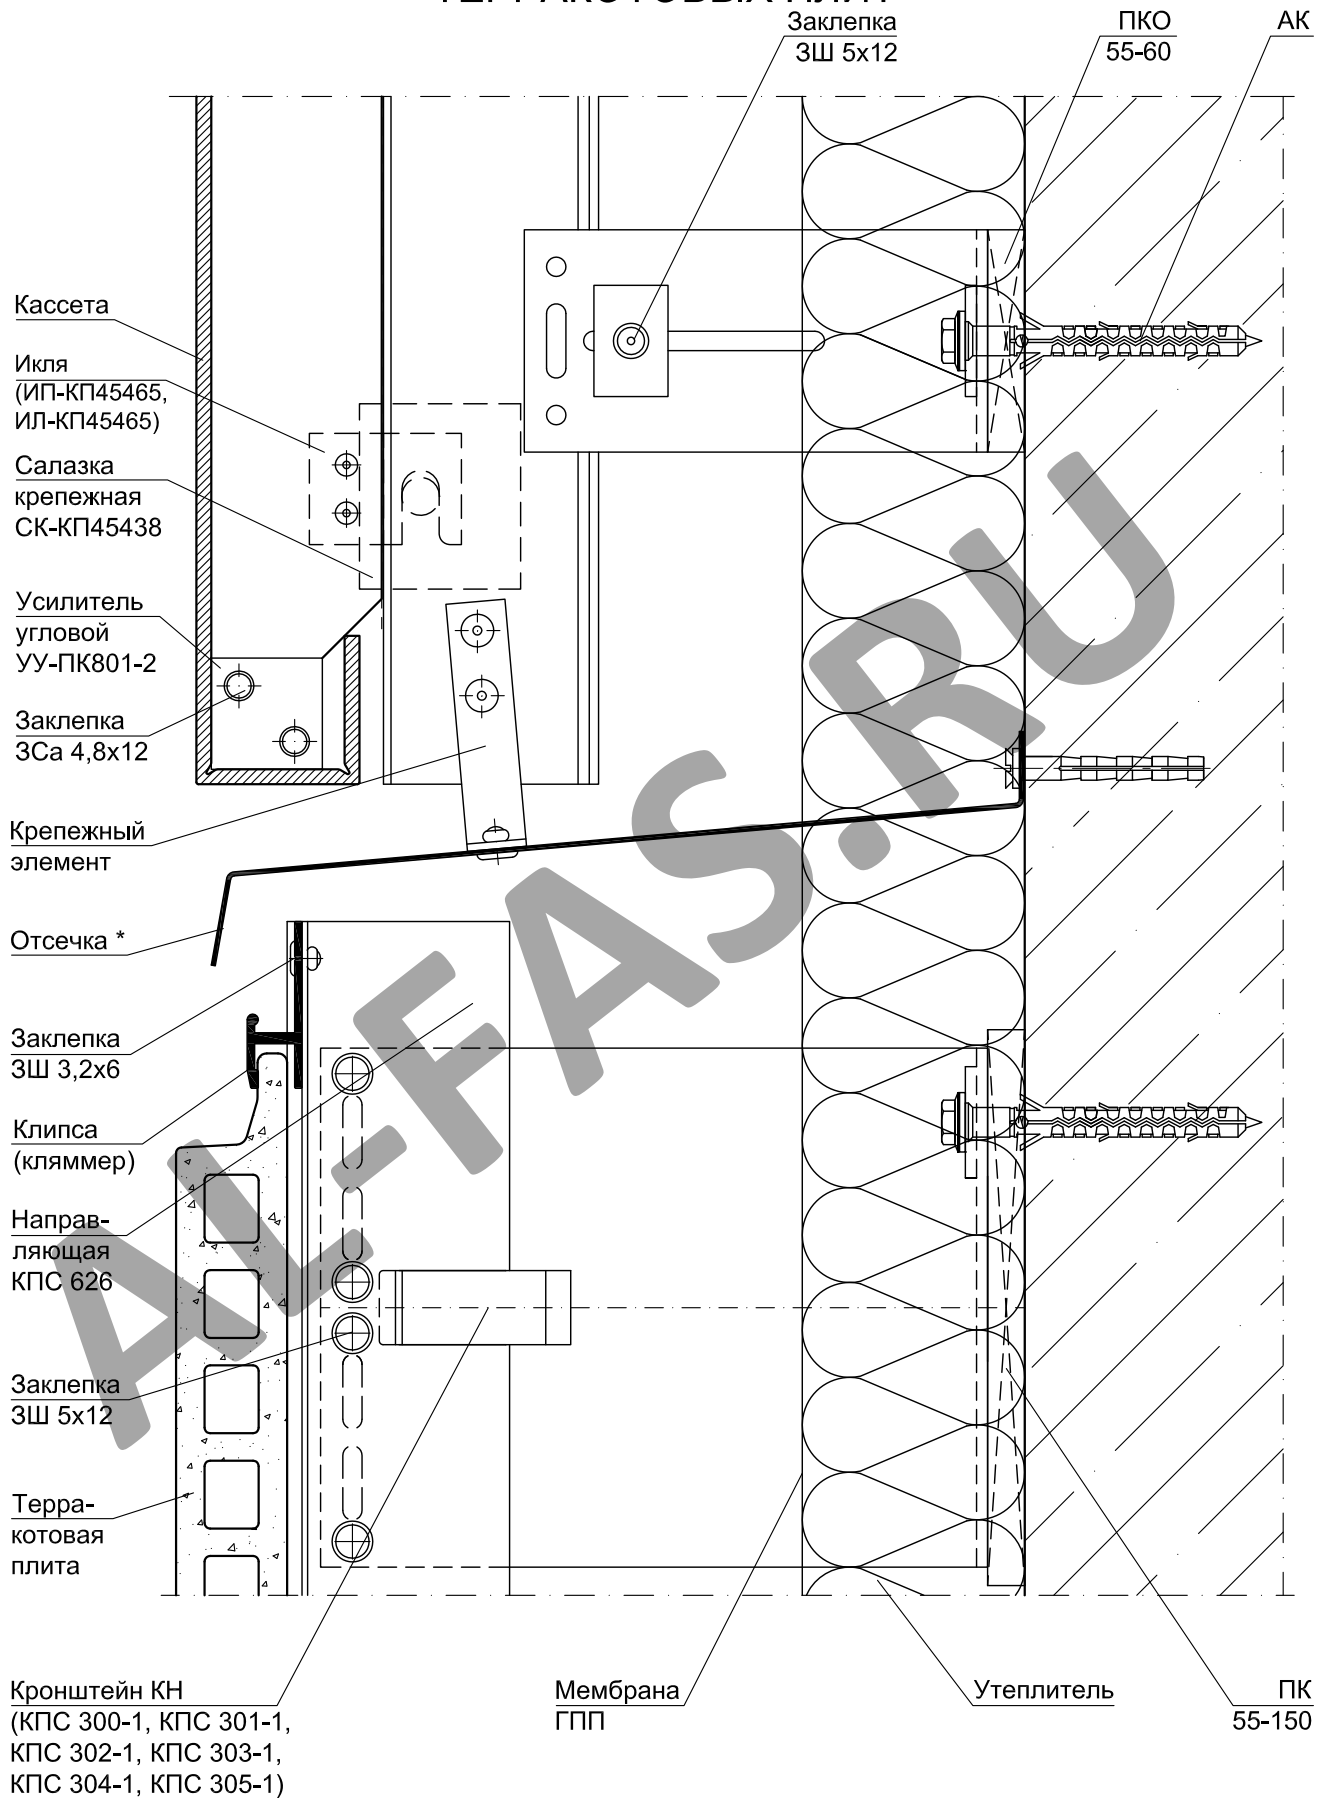 ТЕРРАКОТОВЫХ ПЛИТ
Заклепка
ЗШ 5х12
ПКО
55-60
АК
Кассета
Икля
(ИП-КП45465,
ИЛ-КП45465)
Салазка
крепежная
СК-КП45438
Усилитель
угловой
УУ-ПК801-2
Заклепка
ЗСа 4,8х12
Крепежный
элемент
Отсечка *
Заклепка
ЗШ 3,2х6
Клипса
(кляммер)
Направ-
ляющая
КПС 626
Заклепка
ЗШ 5х12
Терра-
котовая
плита
Кронштейн КН
(КПС 300-1, КПС 301-1,
КПС 302-1, КПС 303-1,
КПС 304-1, КПС 305-1)
Мембрана
ГПП
Утеплитель
ПК
55-150
AL-FAS.RU